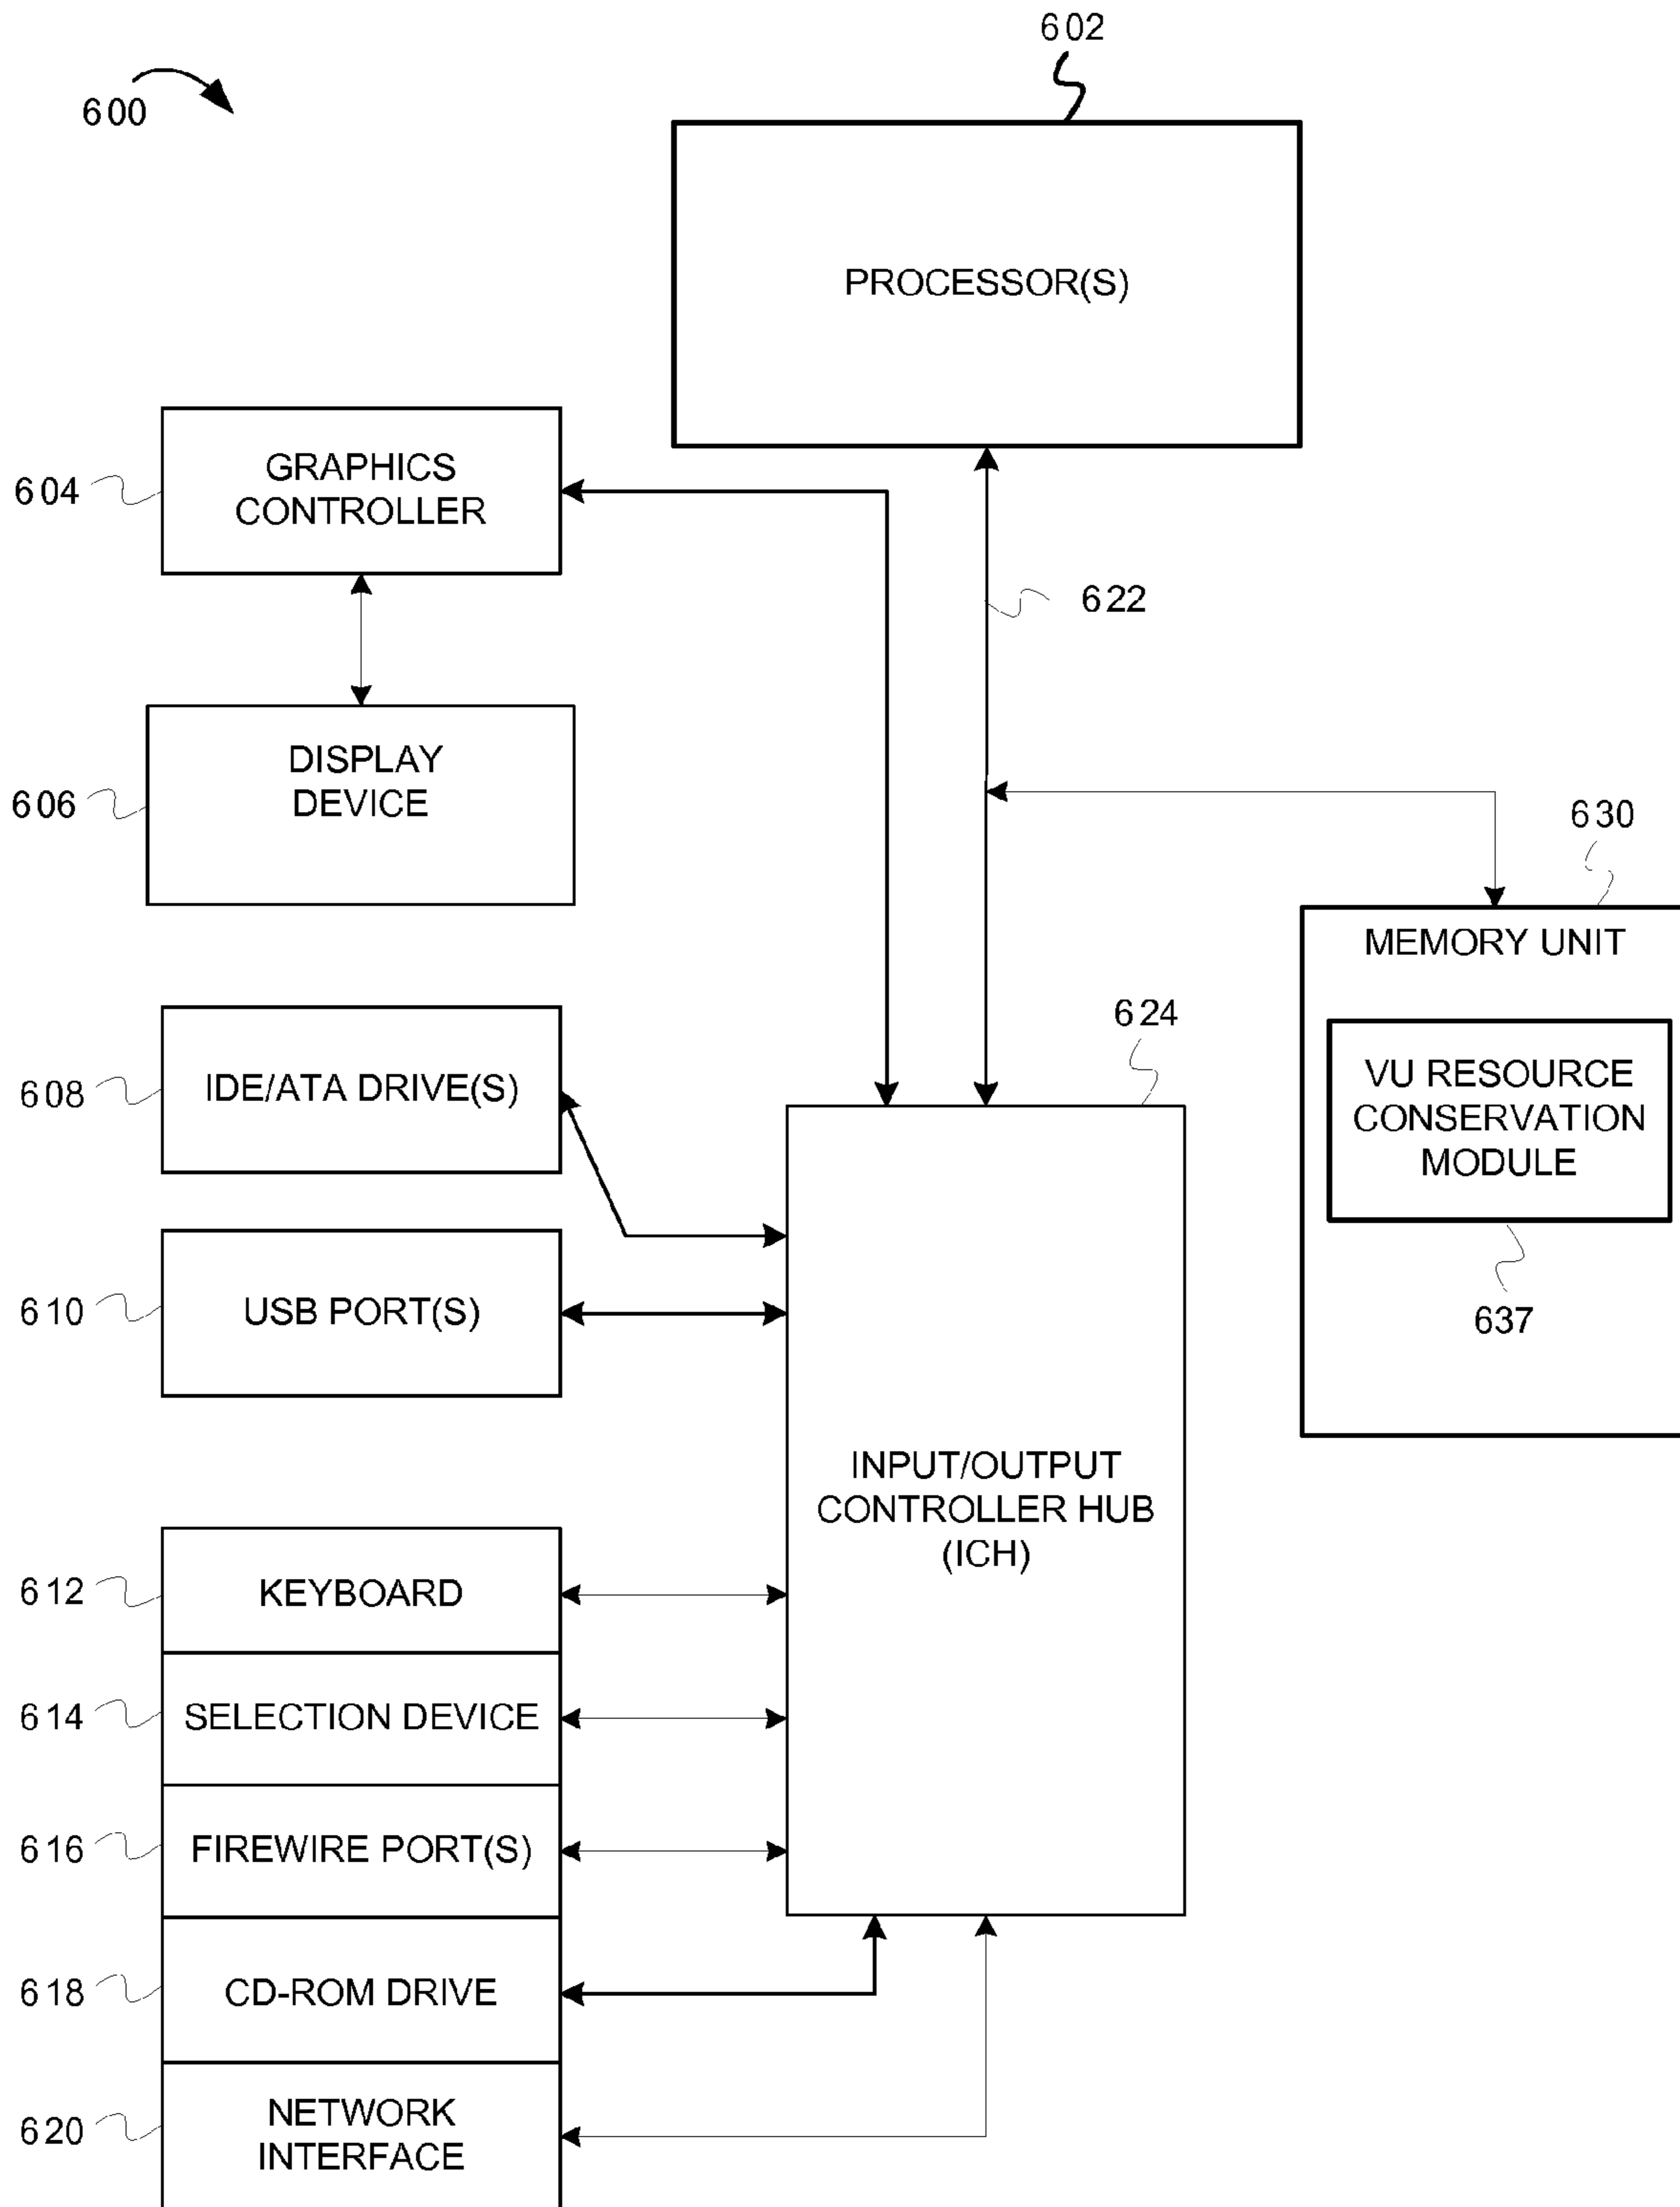 602
600
PROCESSOR(S)
604
GRAPHICS
CONTROLLER
622
606
DISPLAY
DEVICE
630
MEMORY UNIT
624
608
IDE/ATA DRIVE(S)
VU RESOURCE
CONSERVATION
MODULE
637
610
USB PORT(S)
INPUT/OUTPUT
CONTROLLER HUB
(ICH)
612
KEYBOARD
614
SELECTION DEVICE
616
FIREWIRE PORT(S)
618
CD-ROM DRIVE
620
NETWORK
INTERFACE